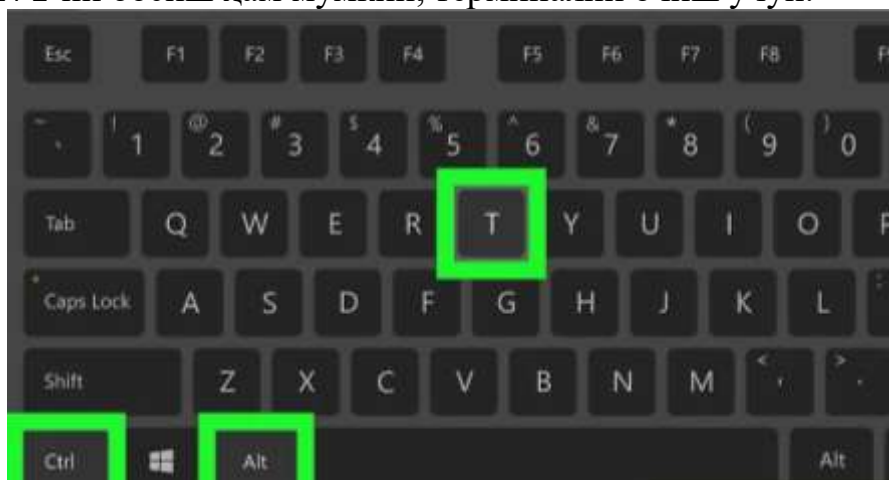 Esc F1 F2 F3 F4 F5 F6 F7 F8
~ ` ! 1 @ 2 # 3 $ 4 % 5 ^ 6 & 7 * 8 ( 9 ) 0
Tab Q W E R T Y U I O
Caps Lock A S D F G H J K L
Shift Z X C V B N M < , > .
Ctrl Alt Alt